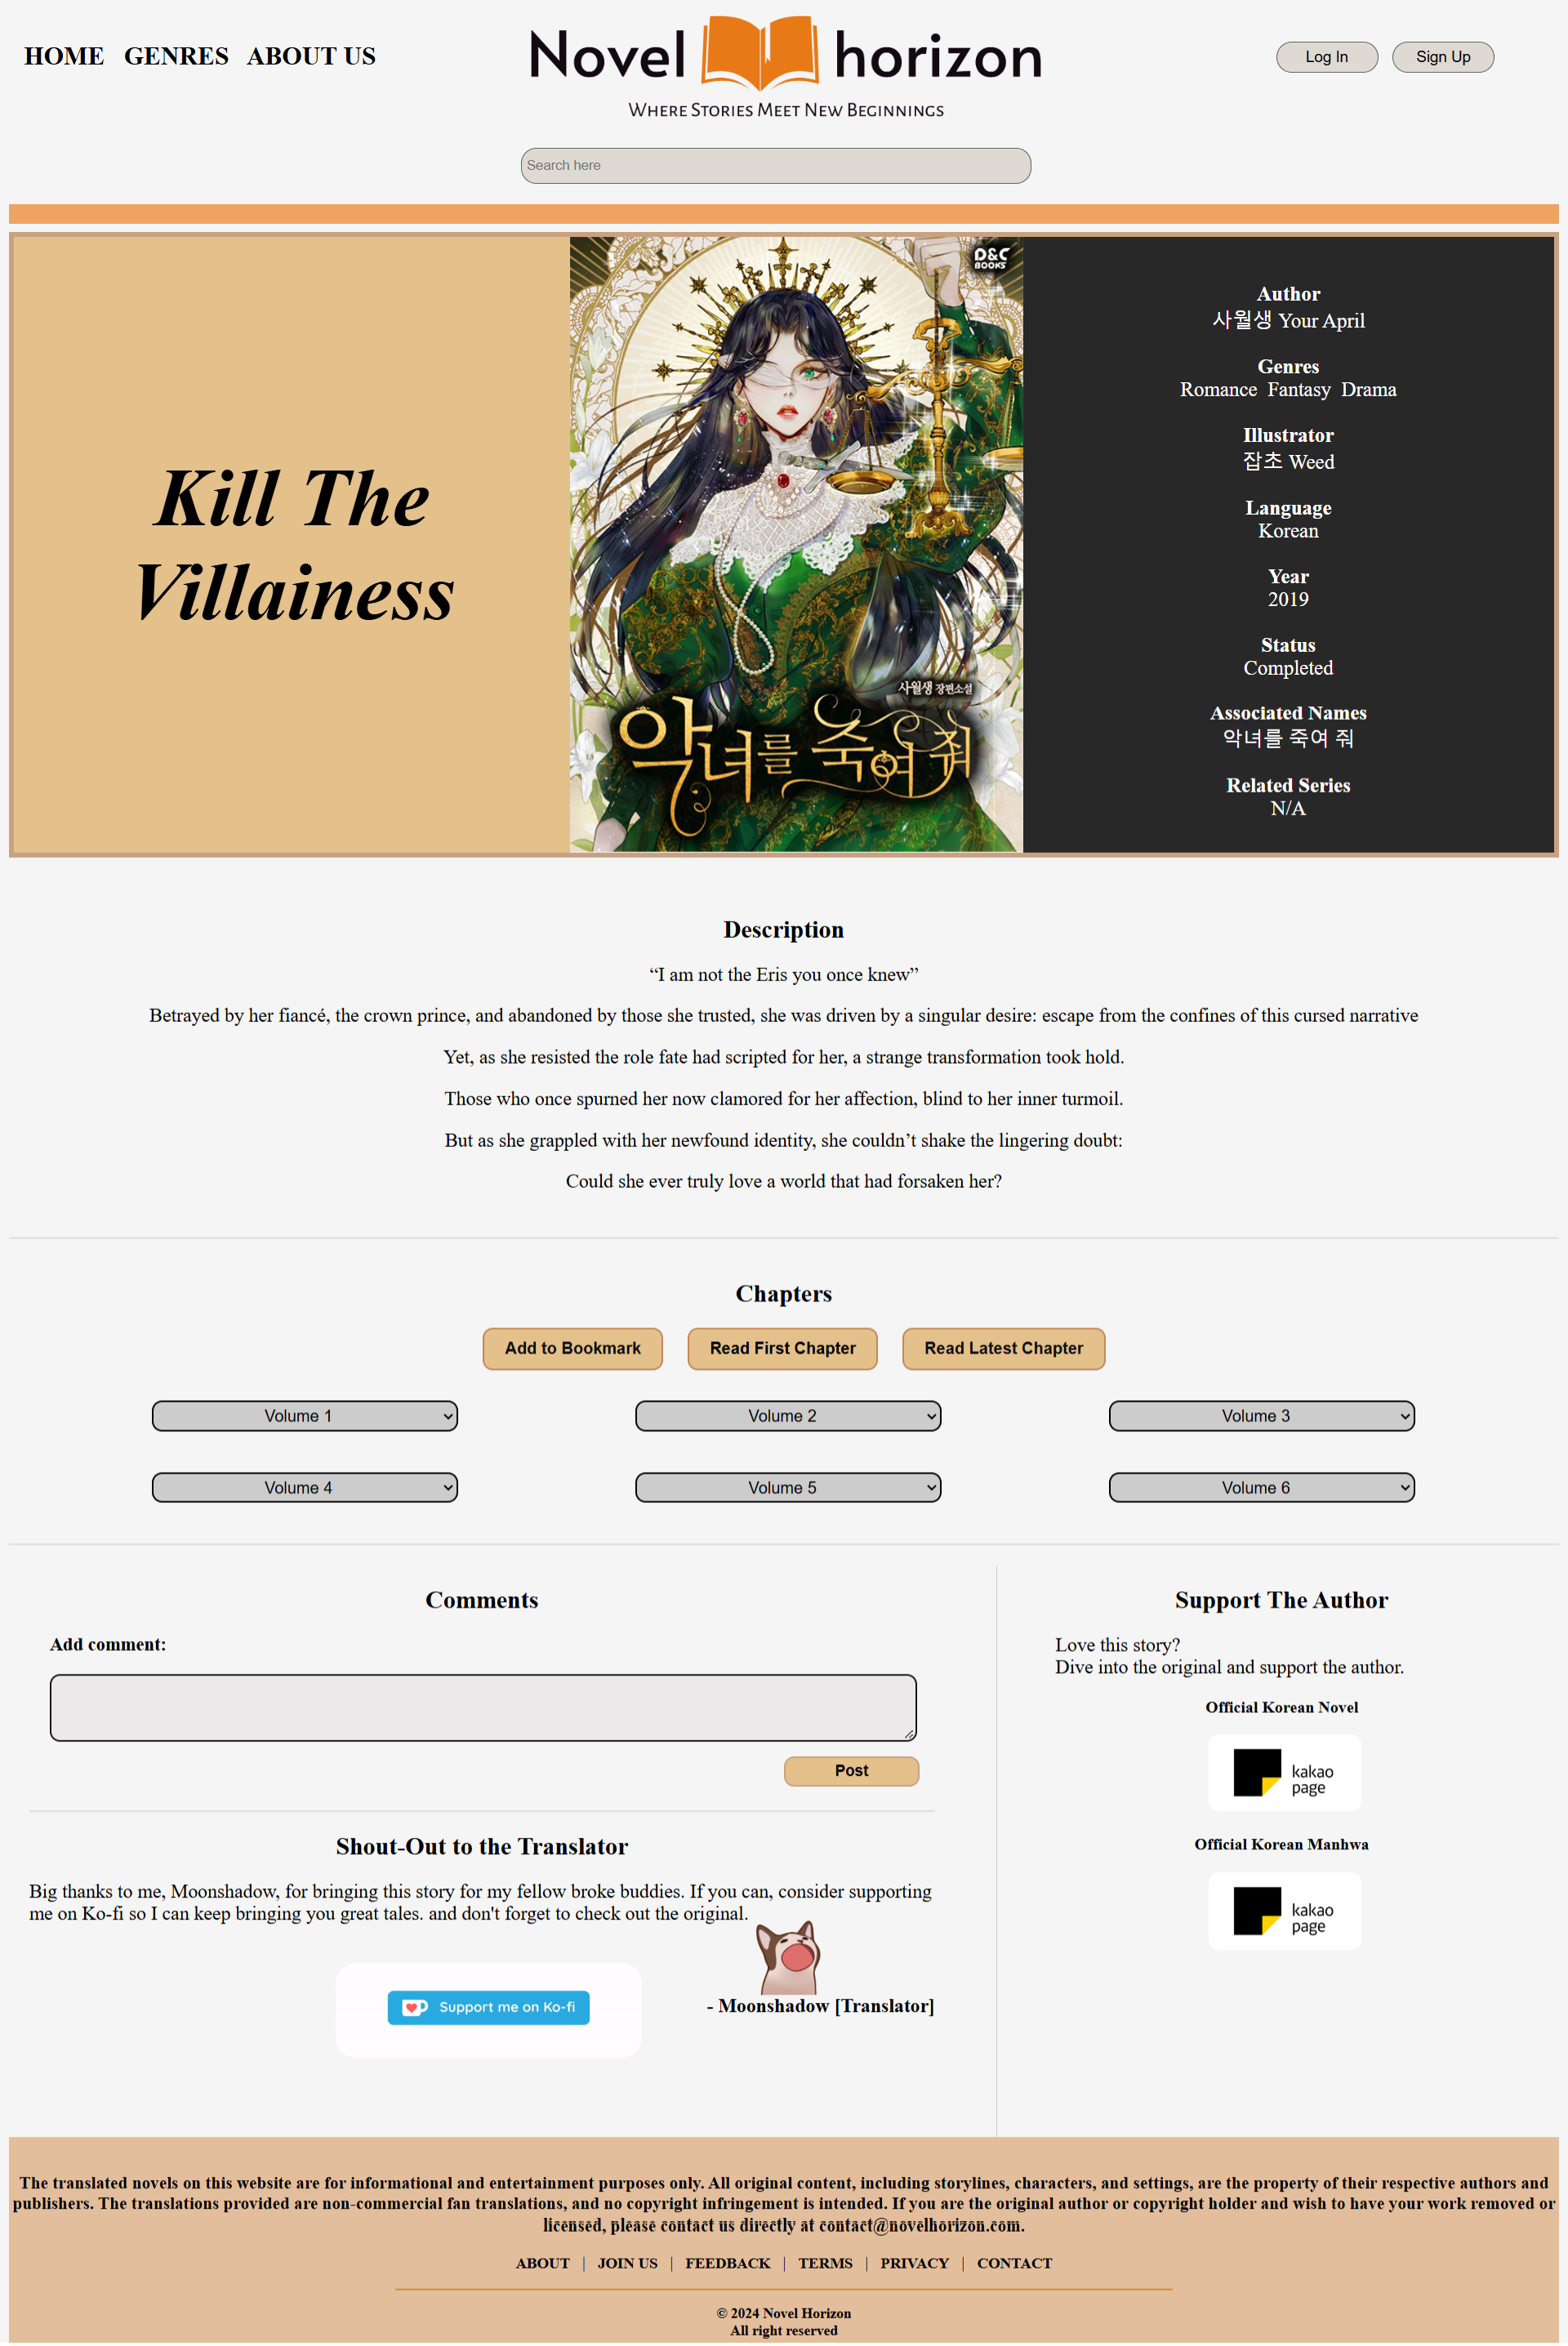 HOME GENRES ABOUT US
Novel horizon
Where Stories Meet New Beginnings
Log In
Sign Up
Search here
Kill The
Villainess
D&C
BOOKS
사월생 장편소설
악녀를 죽여 줘
Author
사월생 Your April
Genres
Romance Fantasy Drama
Illustrator
잡초 Weed
Language
Korean
Year
2019
Status
Completed
Associated Names
악녀를 죽여 줘
Related Series
N/A
Description
“I am not the Eris you once knew”
Betrayed by her fiancé, the crown prince, and abandoned by those she trusted, she was driven by a singular desire: escape from the confines of this cursed narrative
Yet, as she resisted the role fate had scripted for her, a strange transformation took hold.
Those who once spurned her now clamored for her affection, blind to her inner turmoil.
But as she grappled with her newfound identity, she couldn’t shake the lingering doubt:
Could she ever truly love a world that had forsaken her?
Chapters
Add to Bookmark
Read First Chapter
Read Latest Chapter
Volume 1
Volume 2
Volume 3
Volume 4
Volume 5
Volume 6
Comments
Add comment:
Post
Shout-Out to the Translator
Big thanks to me, Moonshadow, for bringing this story for my fellow broke buddies. If you can, consider supporting
me on Ko-fi so I can keep bringing you great tales. and don't forget to check out the original.
Support me on Ko-fi
- Moonshadow [Translator]
Support The Author
Love this story?
Dive into the original and support the author.
Official Korean Novel
kakao
page
Official Korean Manhwa
kakao
page
The translated novels on this website are for informational and entertainment purposes only. All original content, including storylines, characters, and settings, are the property of their respective authors and
publishers. The translations provided are non-commercial fan translations, and no copyright infringement is intended. If you are the original author or copyright holder and wish to have your work removed or
licensed, please contact us directly at contact@novelhorizon.com.
ABOUT | JOIN US | FEEDBACK | TERMS | PRIVACY | CONTACT
© 2024 Novel Horizon
All right reserved